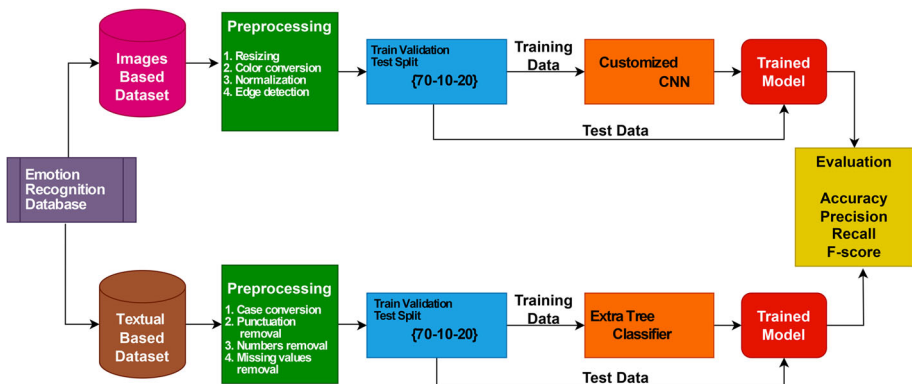 Images
Based
Dataset
Preprocessing
1. Resizing
2. Color conversion
3. Normalization
4. Edge detection
Train Validation
Test Split
{70-10-20}
Training
Data
Customized
CNN
Trained
Model
Test Data
Emotion
Recognition
Database
Evaluation
Accuracy
Precision
Recall
F-score
Textual
Based
Dataset
Preprocessing
1. Case conversion
2. Punctuation
removal
3. Numbers removal
4. Missing values
removal
Train Validation
Test Split
{70-10-20}
Training
Data
Extra Tree
Classifier
Trained
Model
Test Data